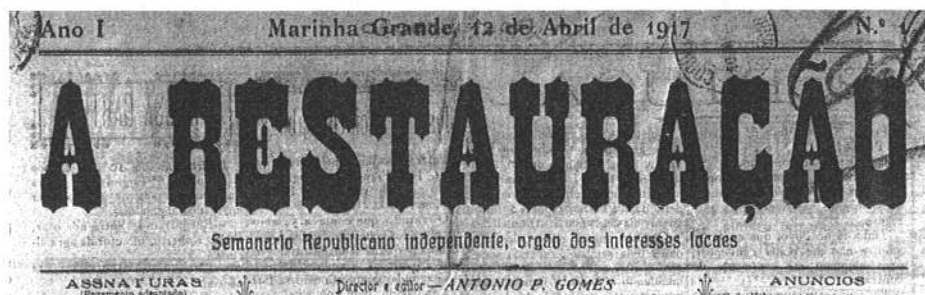 Ano I Marinha Grande, 12 de Abril de 1917 N.º 1
A RESTAURAÇÃO
Semanario Republicano independente, orgão dos interesses locaes
ASSNATURAS Director e editor — ANTONIO P. GOMES ANUNCIOS